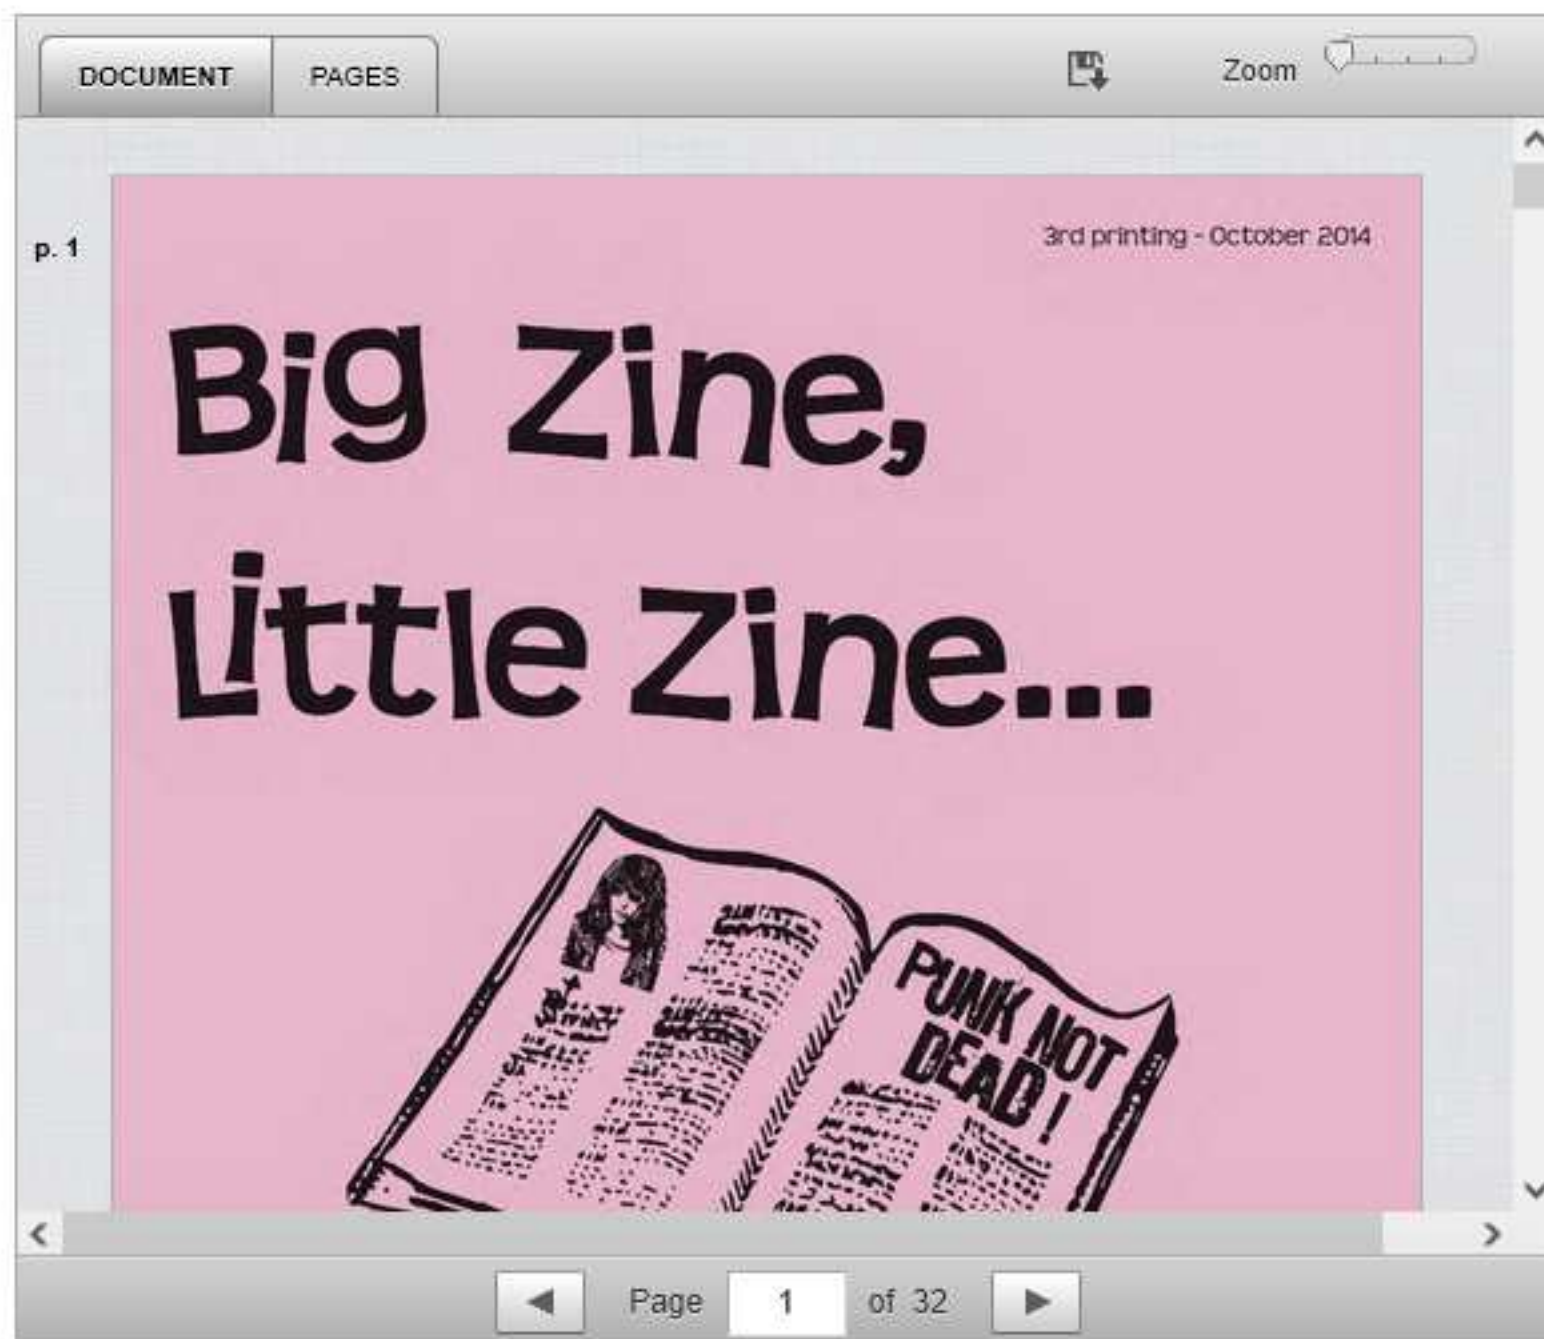 DOCUMENT PAGES Zoom
p. 1
3rd printing - October 2014
Big Zine,
Little Zine...
PUNK NOT
DEAD!
Page 1 of 32